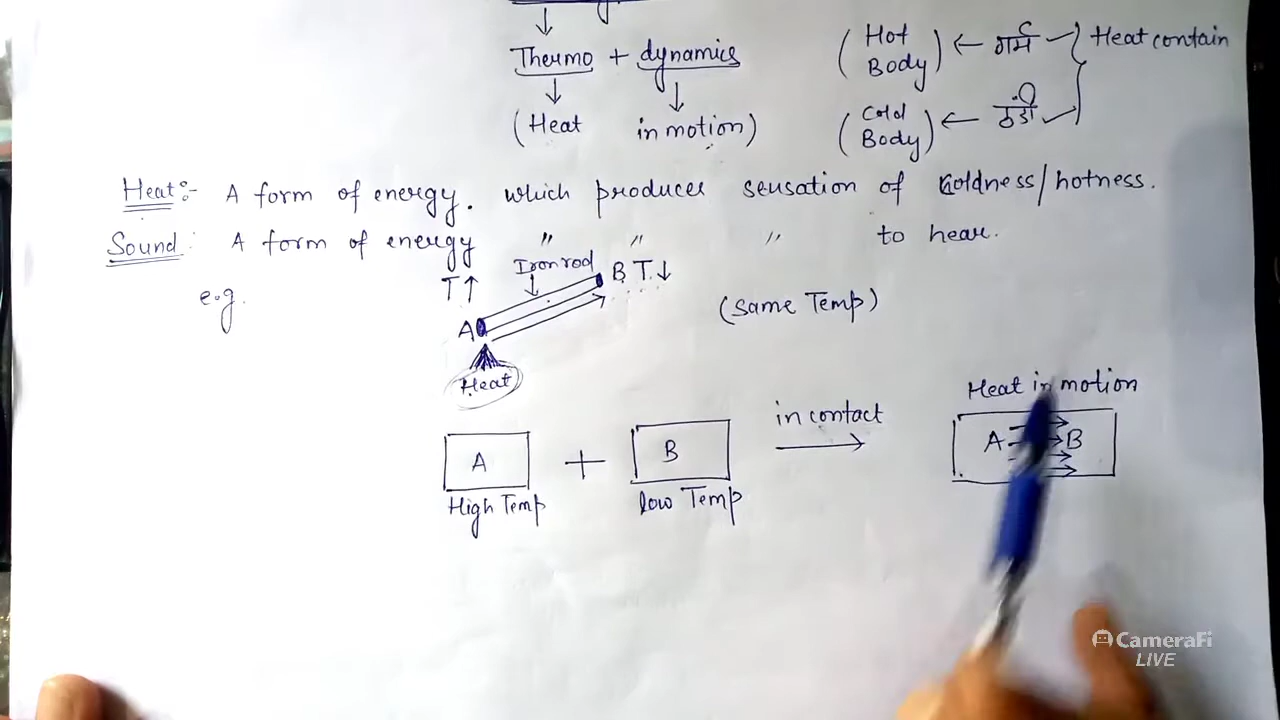 Thermo + dynamics
(Heat in motion)
(Hot Body) ← गर्म
(Cold Body) ← ठंडी
Heat contain
Heat:- A form of energy. which produces sensation of Coldness/hotness.
Sound: A form of energy " " " to hear.
e.g.
T↑ Iron rod B T↓
A
Heat
(Same Temp)
Heat in motion
A + B in contact → A B
High Temp low Temp
CameraFi
LIVE